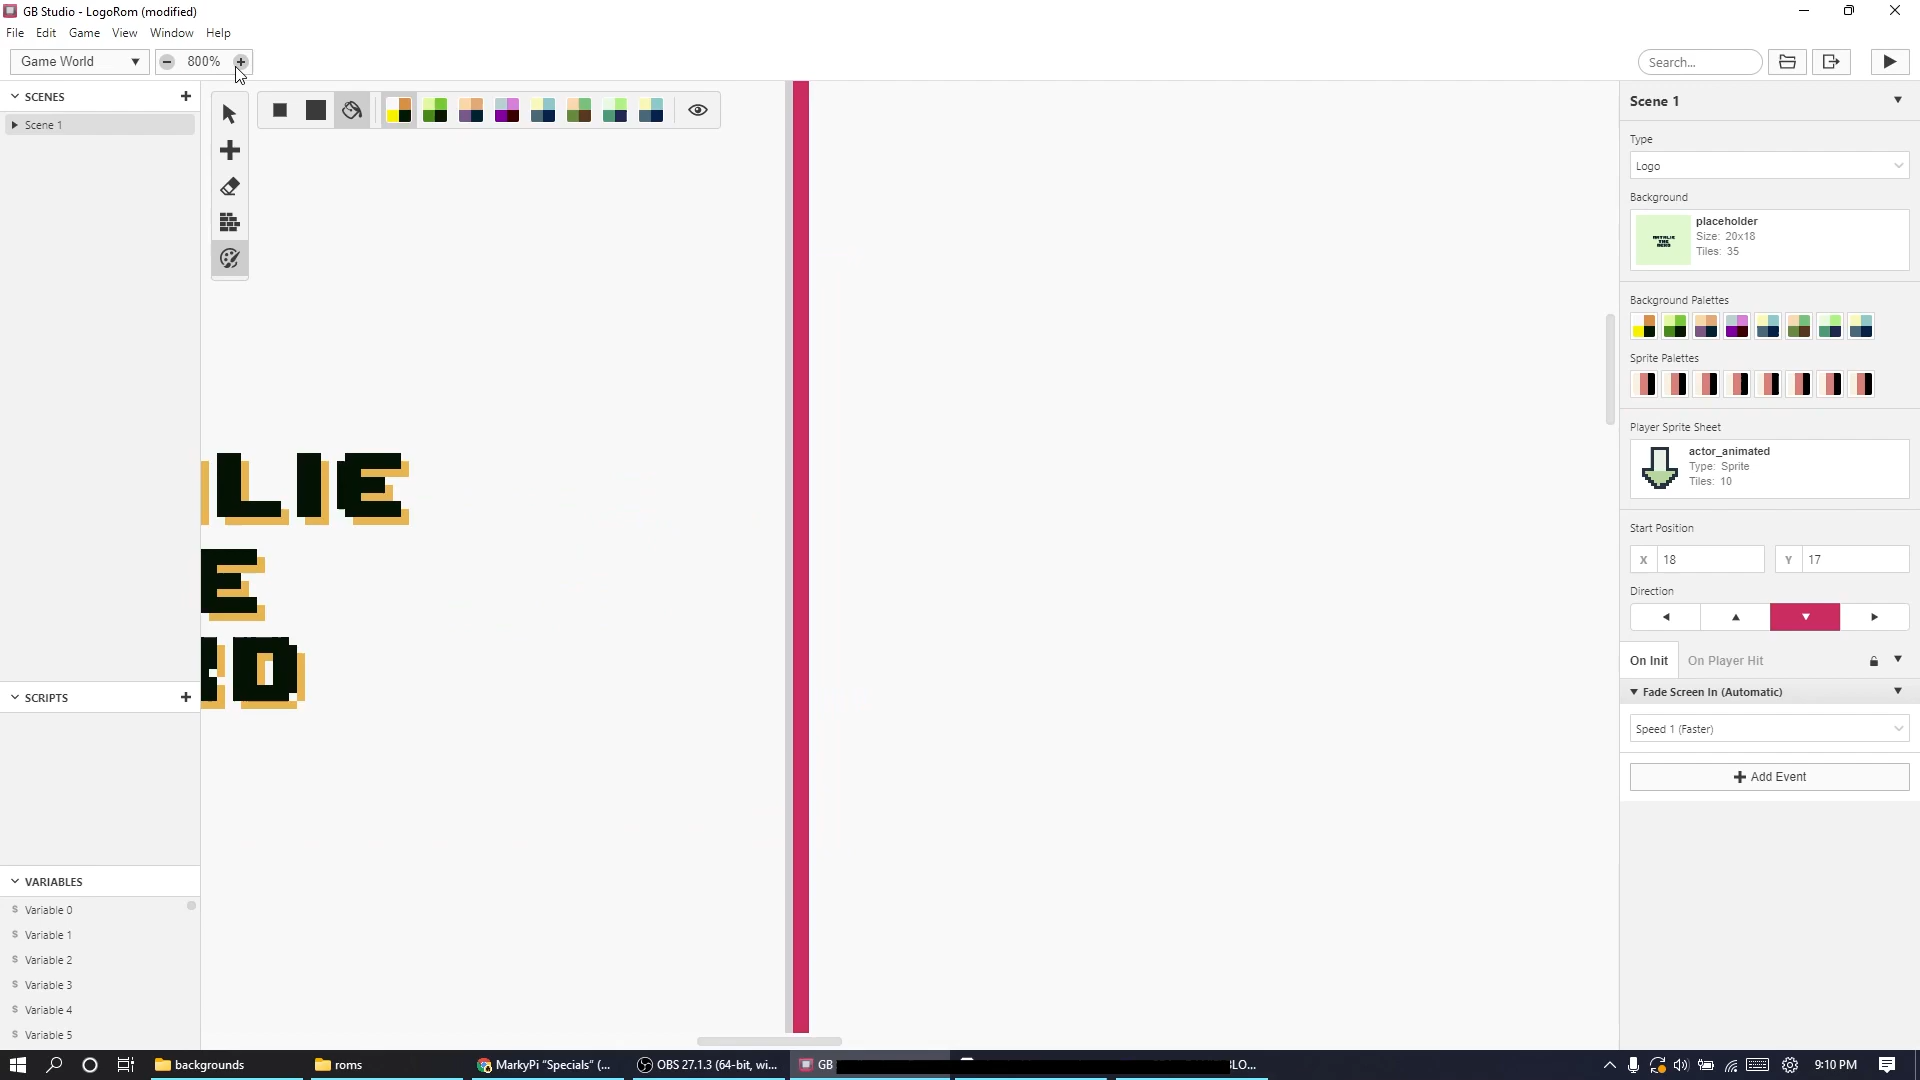 GB Studio - LogoRom (modified)
File Edit Game View Window Help
Game World 800% Search...
SCENES
Scene 1
LIE
E
D
SCRIPTS
VARIABLES
$ Variable 0
$ Variable 1
$ Variable 2
$ Variable 3
$ Variable 4
$ Variable 5
Scene 1
Type
Logo
Background
NATALIE
THE
NERD
placeholder
Size: 20x18
Tiles: 35
Background Palettes
Sprite Palettes
Player Sprite Sheet
actor_animated
Type: Sprite
Tiles: 10
Start Position
X 18 Y 17
Direction
On Init On Player Hit
Fade Screen In (Automatic)
Speed 1 (Faster)
Add Event
backgrounds roms MarkyPi “Specials” (... OBS 27.1.3 (64-bit, wi... GB BLO... 9:10 PM